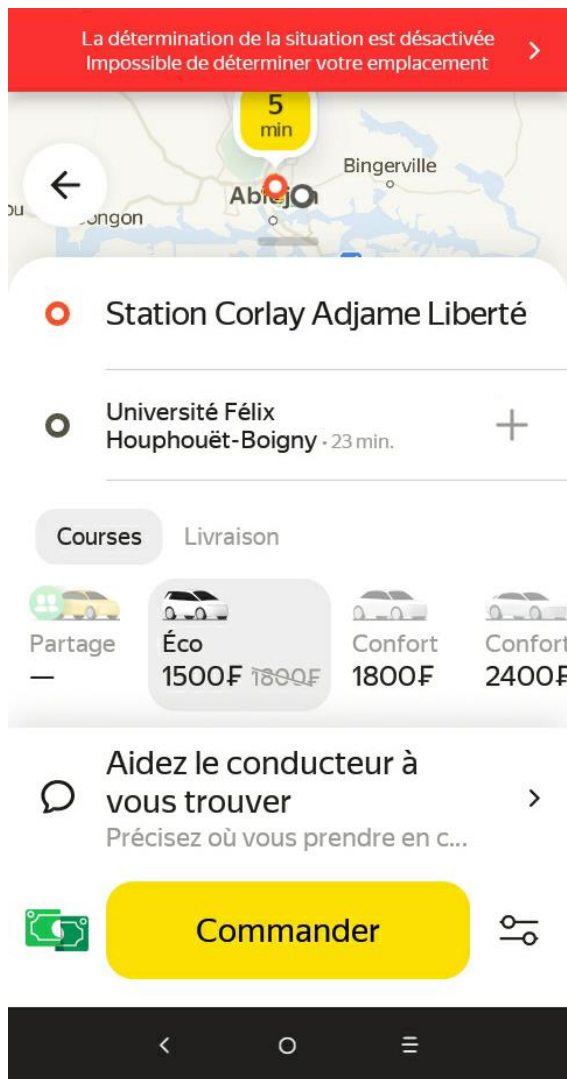 La détermination de la situation est désactivée
Impossible de déterminer votre emplacement
5
min
Bingerville
ongon
Station Corlay Adjame Liberté
Université Félix
Houphouët-Boigny · 23 min.
Courses Livraison
Partage Éco Confort Confort
— 1500₣ 1800₣ 1800₣ 2400₣
Aidez le conducteur à
vous trouver
Précisez où vous prendre en c...
Commander